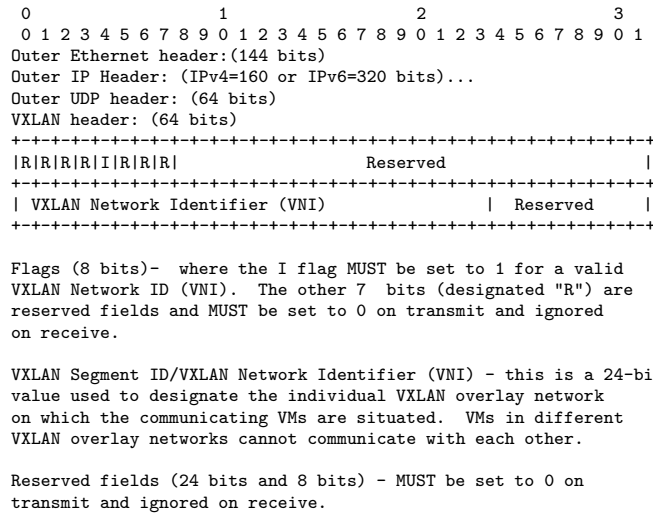 0                   1                   2                   3
0 1 2 3 4 5 6 7 8 9 0 1 2 3 4 5 6 7 8 9 0 1 2 3 4 5 6 7 8 9 0 1
Outer Ethernet header:(144 bits)
Outer IP Header: (IPv4=160 or IPv6=320 bits)...
Outer UDP header: (64 bits)
VXLAN header: (64 bits)
+-+-+-+-+-+-+-+-+-+-+-+-+-+-+-+-+-+-+-+-+-+-+-+-+-+-+-+-+-+-+-+-+
|R|R|R|R|I|R|R|R|            Reserved                           |
+-+-+-+-+-+-+-+-+-+-+-+-+-+-+-+-+-+-+-+-+-+-+-+-+-+-+-+-+-+-+-+-+
| VXLAN Network Identifier (VNI)                |   Reserved    |
+-+-+-+-+-+-+-+-+-+-+-+-+-+-+-+-+-+-+-+-+-+-+-+-+-+-+-+-+-+-+-+-+
Flags (8 bits)-  where the I flag MUST be set to 1 for a valid
VXLAN Network ID (VNI).  The other 7  bits (designated "R") are
reserved fields and MUST be set to 0 on transmit and ignored
on receive.
VXLAN Segment ID/VXLAN Network Identifier (VNI) - this is a 24-bi
value used to designate the individual VXLAN overlay network
on which the communicating VMs are situated.  VMs in different
VXLAN overlay networks cannot communicate with each other.
Reserved fields (24 bits and 8 bits) - MUST be set to 0 on
transmit and ignored on receive.